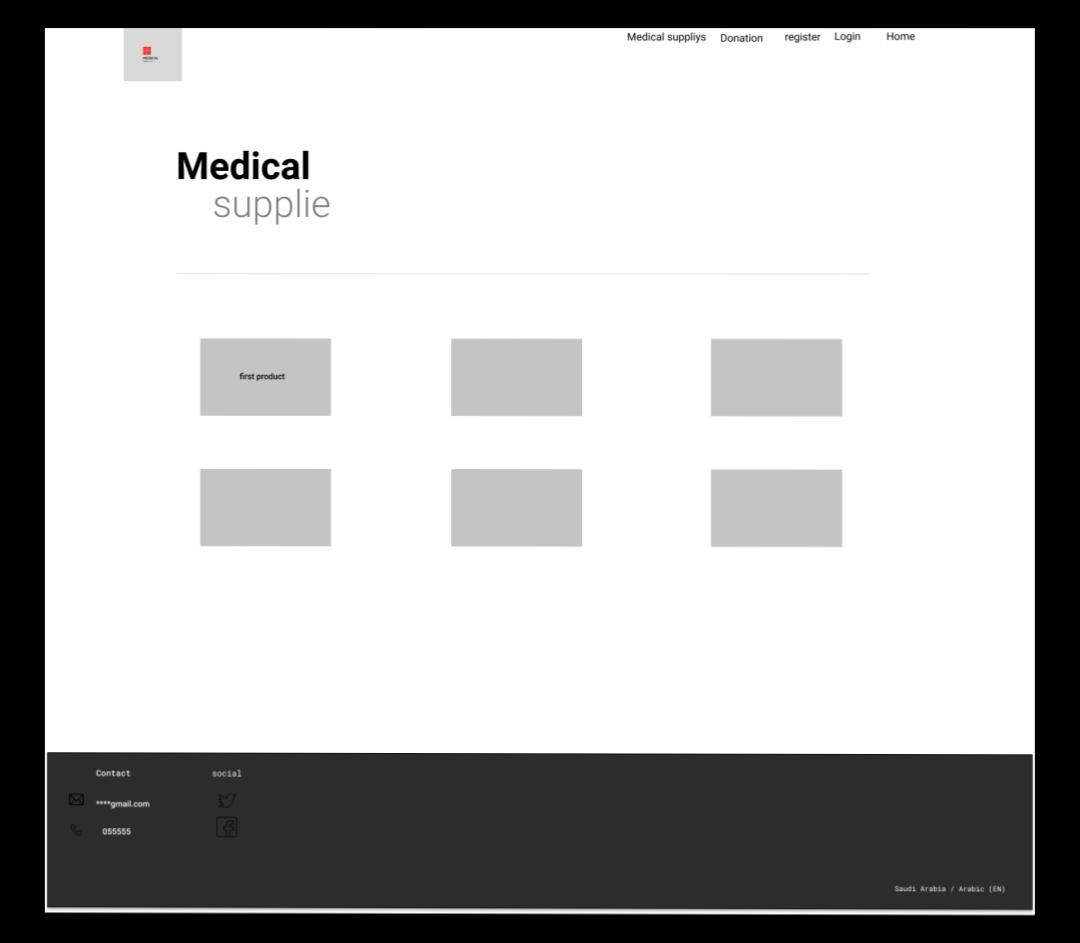 MEDICAL
Medical suppliys Donation register Login Home
Medical
supplie
first product
Contact social
****gmail.com
055555
Saudi Arabia / Arabic (EN)